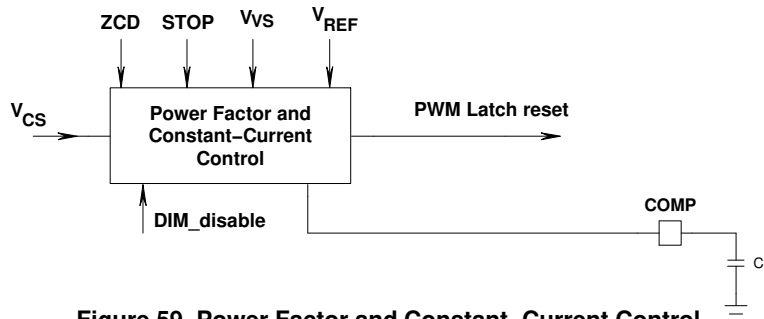 ZCD STOP VVS VREF
VCS
Power Factor and
Constant−Current
Control
PWM Latch reset
DIM_disable
COMP
C
Figure 59. Power Factor and Constant−Current Control